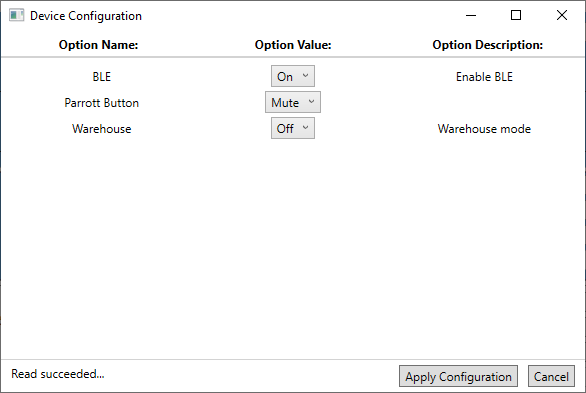 Device Configuration
Option Name: Option Value: Option Description:
BLE On Enable BLE
Parrott Button Mute
Warehouse Off Warehouse mode
Read succeeded... Apply Configuration Cancel